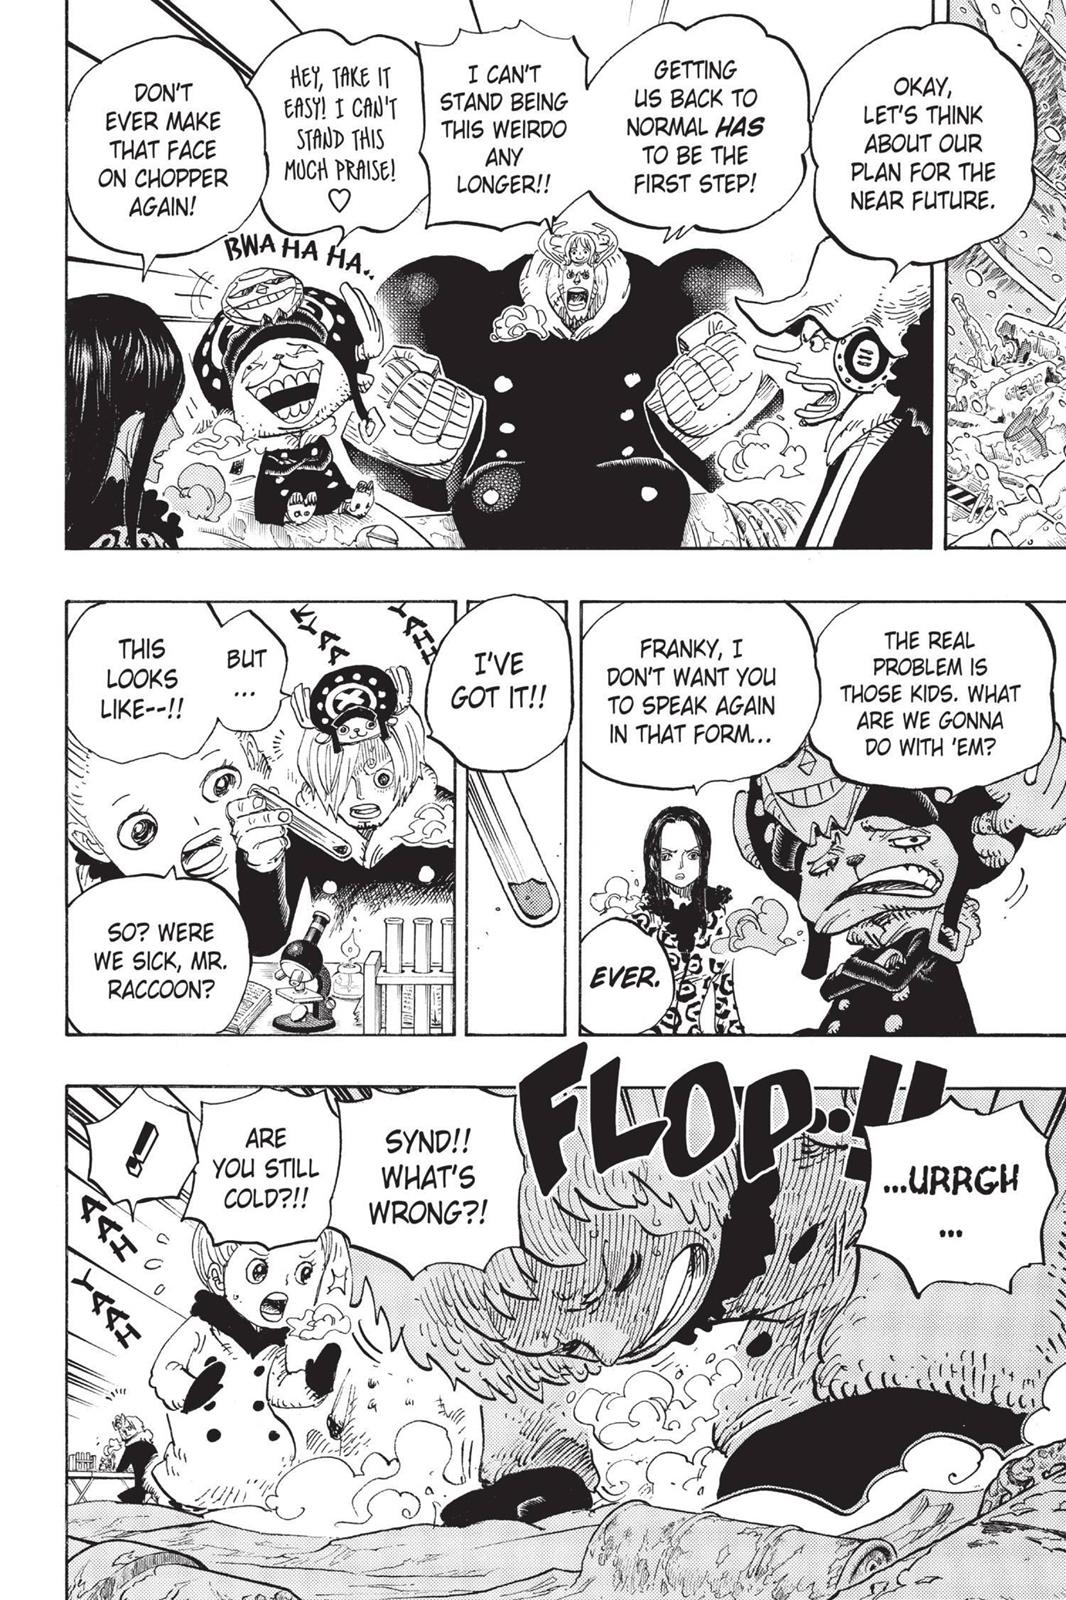 OKAY,
LET'S THINK
ABOUT OUR
PLAN FOR THE
NEAR FUTURE.
GETTING
US BACK TO
NORMAL HAS
TO BE THE
FIRST STEP!
I CAN'T
STAND BEING
THIS WEIRDO
ANY
LONGER!!
HEY, TAKE IT
EASY! I CAN'T
STAND THIS
MUCH PRAISE!
♡
DON'T
EVER MAKE
THAT FACE
ON CHOPPER
AGAIN!
BWA HA HA..
THE REAL
PROBLEM IS
THOSE KIDS. WHAT
ARE WE GONNA
DO WITH 'EM?
FRANKY, I
DON'T WANT YOU
TO SPEAK AGAIN
IN THAT FORM...
EVER.
I'VE
GOT IT!!
YAHH
KYAA
BUT
...
THIS
LOOKS
LIKE--!!
SO? WERE
WE SICK, MR.
RACCOON?
...URRGH
...
FLOP..!!
SYND!!
WHAT'S
WRONG?!
ARE
YOU STILL
COLD?!!
!
AAH
YAAH